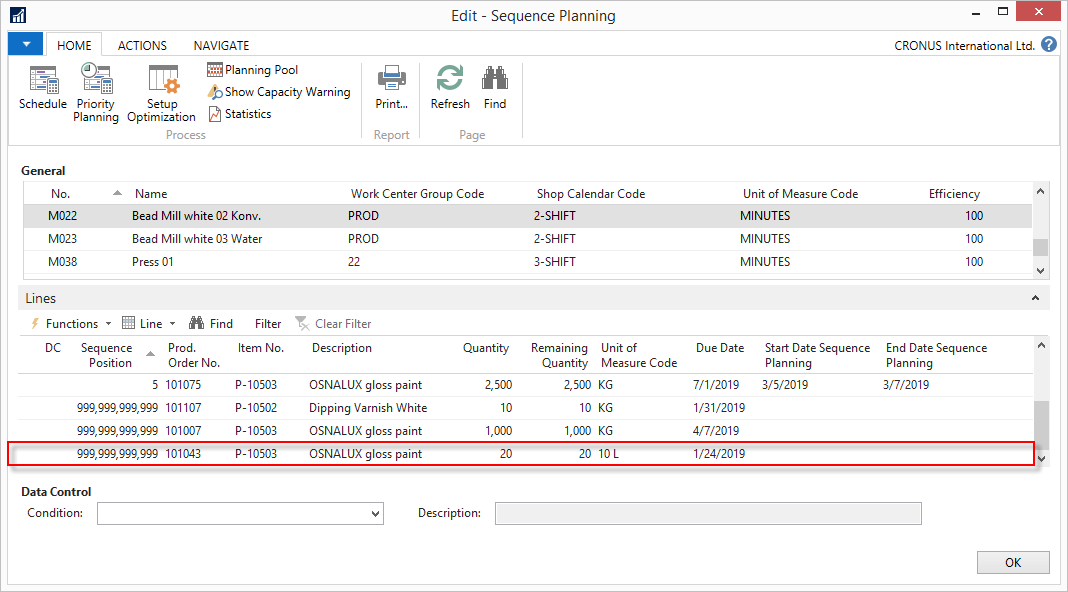 Edit - Sequence Planning
HOME ACTIONS NAVIGATE CRONUS International Ltd. ?
Schedule
Priority Planning
Setup Optimization
Planning Pool
Show Capacity Warning
Statistics
Process
Print...
Report
Refresh
Find
Page
General
No. Name Work Center Group Code Shop Calendar Code Unit of Measure Code Efficiency
M022 Bead Mill white 02 Konv. PROD 2-SHIFT MINUTES 100
M023 Bead Mill white 03 Water PROD 2-SHIFT MINUTES 100
M038 Press 01 22 3-SHIFT MINUTES 100
Lines
Functions Line Find Filter Clear Filter
DC Sequence Position Prod. Order No. Item No. Description Quantity Remaining Quantity Unit of Measure Code Due Date Start Date Sequence Planning End Date Sequence Planning
5 101075 P-10503 OSNALUX gloss paint 2,500 2,500 KG 7/1/2019 3/5/2019 3/7/2019
999,999,999,999 101107 P-10502 Dipping Varnish White 10 10 KG 1/31/2019
999,999,999,999 101007 P-10503 OSNALUX gloss paint 1,000 1,000 KG 4/7/2019
999,999,999,999 101043 P-10503 OSNALUX gloss paint 20 20 10 L 1/24/2019
Data Control
Condition: Description:
OK